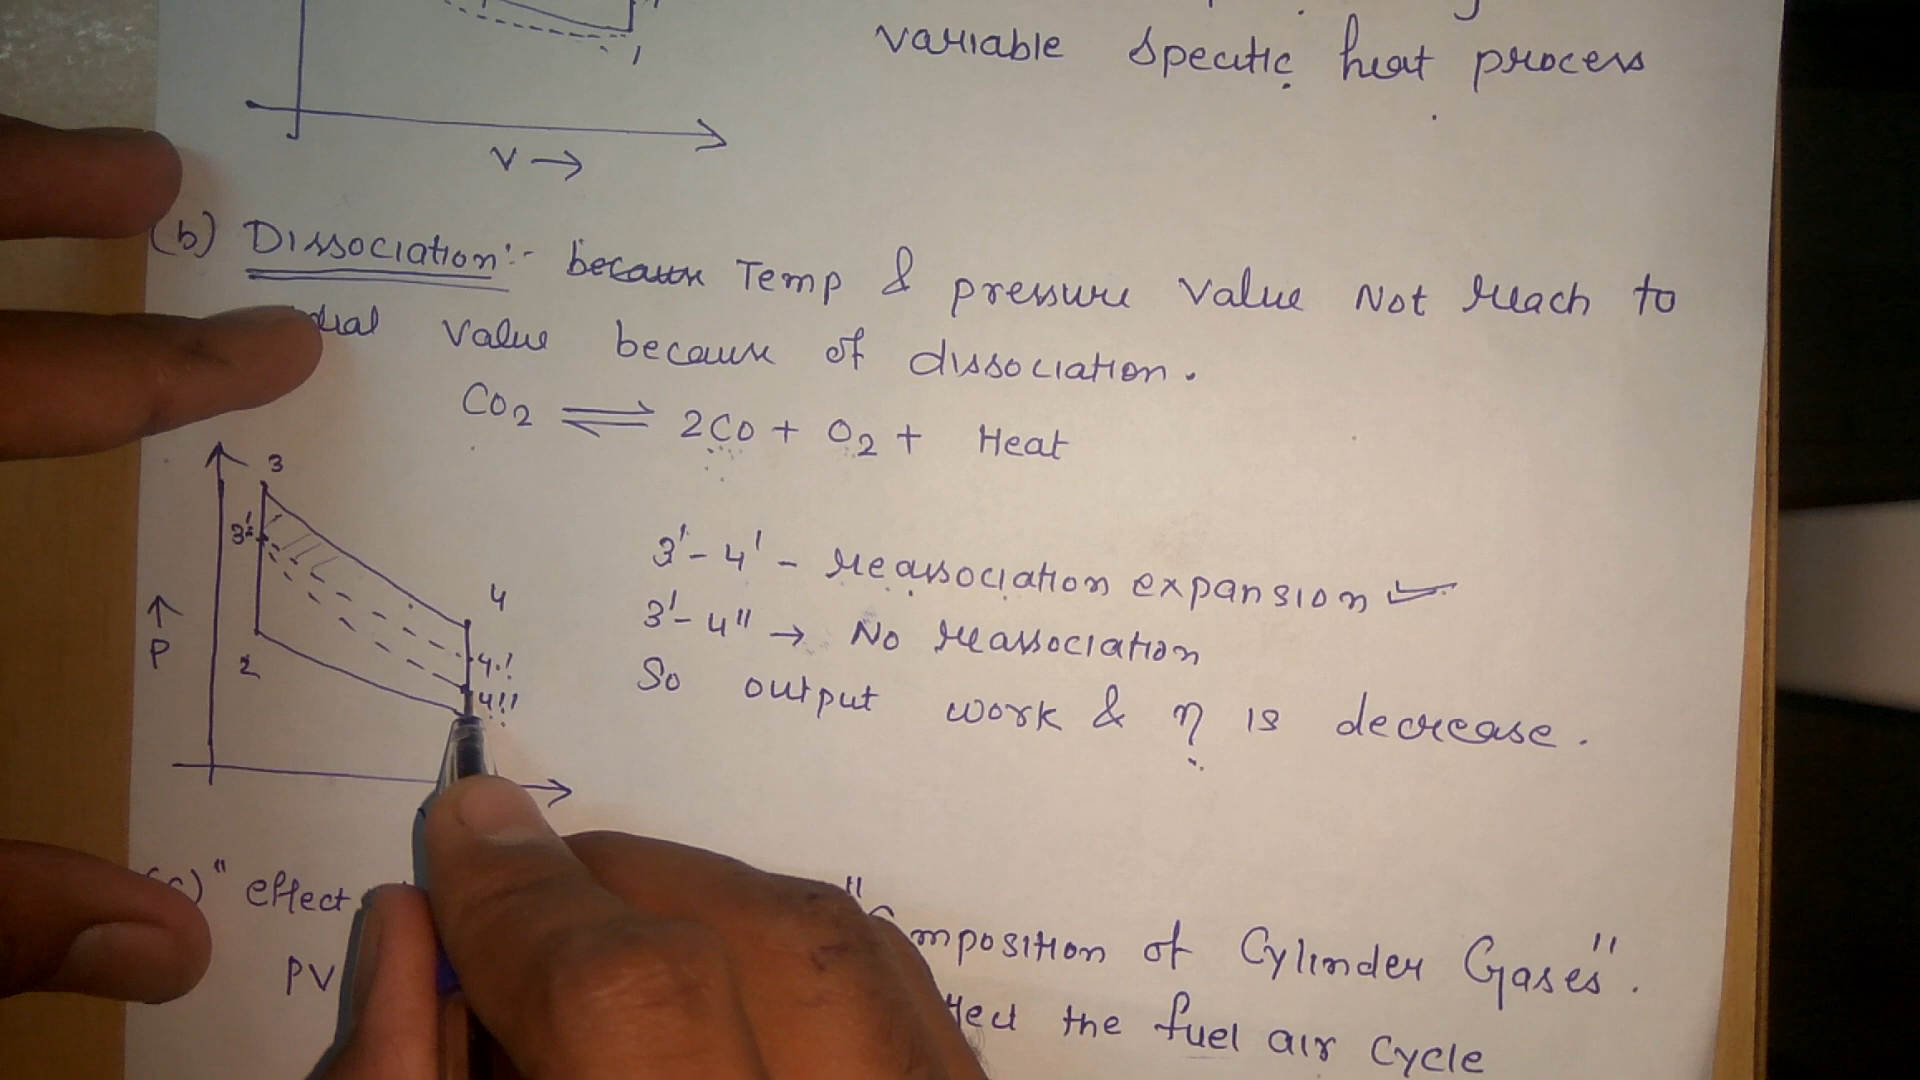 variable specific heat process
1
V →
(b) Dissociation:- because Temp & pressure value Not reach to
value because of dissociation.
CO2 ⇌ 2CO + O2 + Heat
3
3'
3'-4' - reassociation expansion
4
3'-4" → No reassociation
↑
P
2
4'
4"
So output work & η is decrease.
(c) " effect
mposition of Cylinder Gases".
PV
the fuel air cycle